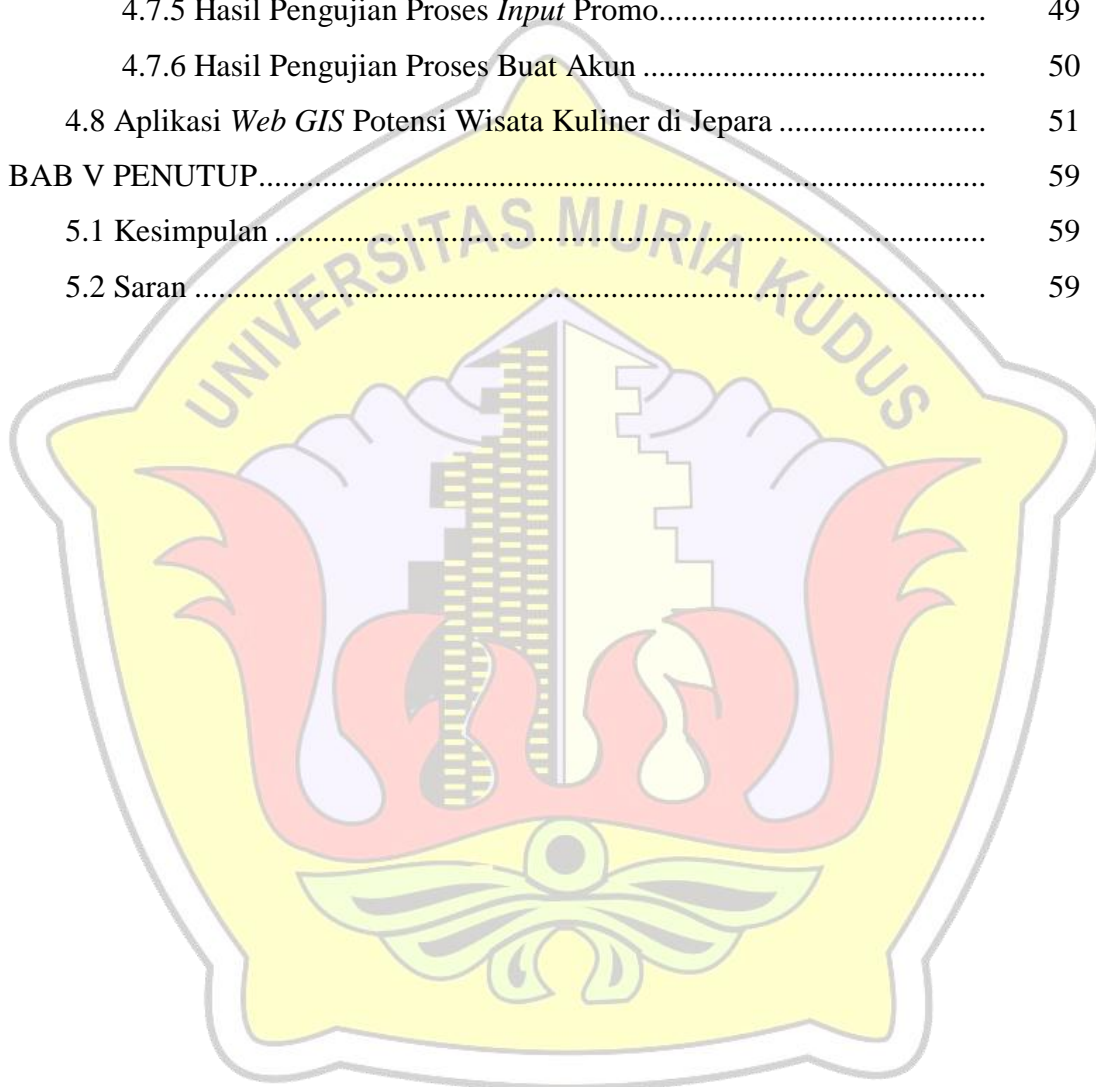 4.7.5 Hasil Pengujian Proses Input Promo....................................... 49
4.7.6 Hasil Pengujian Proses Buat Akun ......................................... 50
4.8 Aplikasi Web GIS Potensi Wisata Kuliner di Jepara ......................... 51
BAB V PENUTUP......................................................................................... 59
5.1 Kesimpulan ...................................................................................... 59
5.2 Saran ................................................................................................ 59
UNIVERSITAS MURIA KUDUS